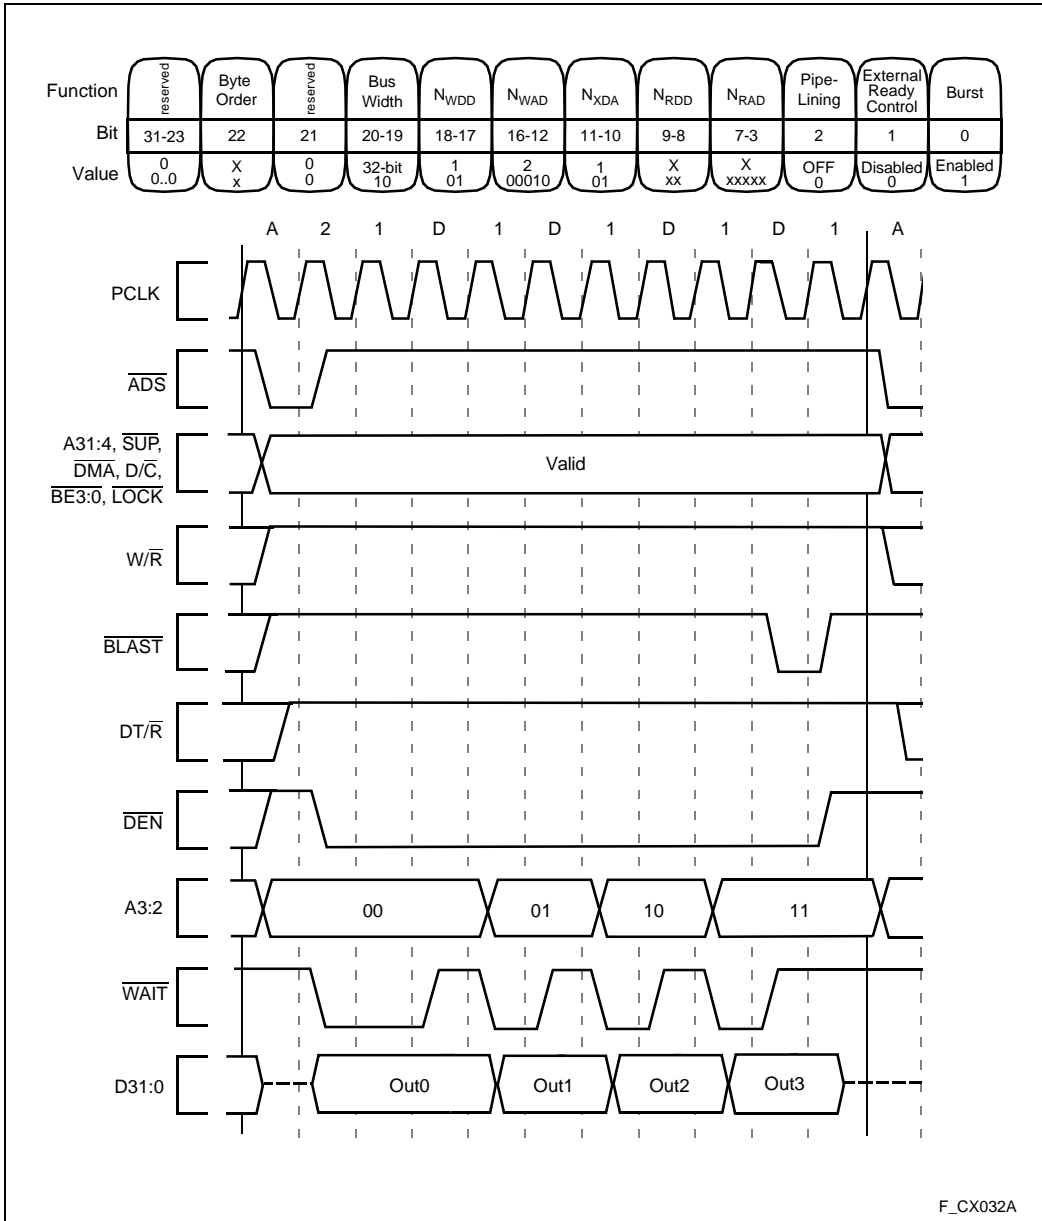 Function
reserved
Byte
Order
reserved
Bus
Width
NWDD
NWAD
NXDA
NRDD
NRAD
Pipe-
Lining
External
Ready
Control
Burst
Bit
31-23
22
21
20-19
18-17
16-12
11-10
9-8
7-3
2
1
0
Value
0
0..0
X
x
0
0
32-bit
10
1
01
2
00010
1
01
X
xx
X
xxxxx
OFF
0
Disabled
0
Enabled
1
A 2 1 D 1 D 1 D 1 D 1 A
PCLK
ADS
A31:4, SUP,
DMA, D/C,
BE3:0, LOCK
Valid
W/R
BLAST
DT/R
DEN
A3:2
00 01 10 11
WAIT
D31:0
Out0 Out1 Out2 Out3
F_CX032A